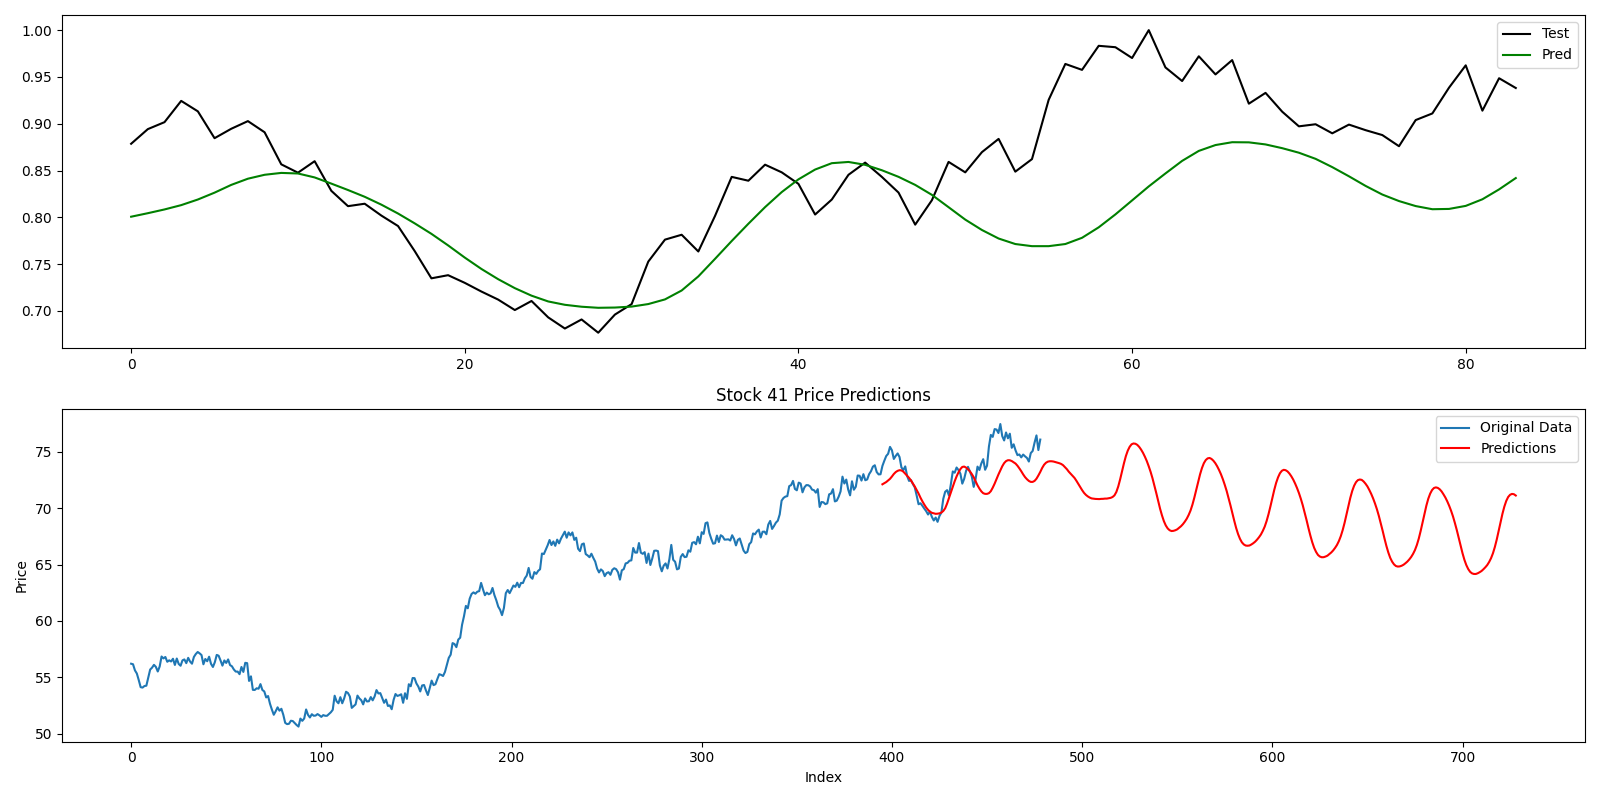 1.00
0.95
0.90
0.85
0.80
0.75
0.70
Test
Pred
0 20 40 60 80
Stock 41 Price Predictions
75
70
65
60
55
50
Price
Original Data
Predictions
0 100 200 300 400 500 600 700
Index